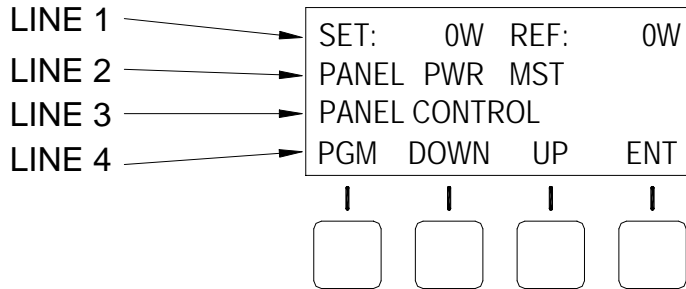 LINE 1 SET: 0W REF: 0W
LINE 2 PANEL PWR MST
LINE 3 PANEL CONTROL
LINE 4 PGM DOWN UP ENT